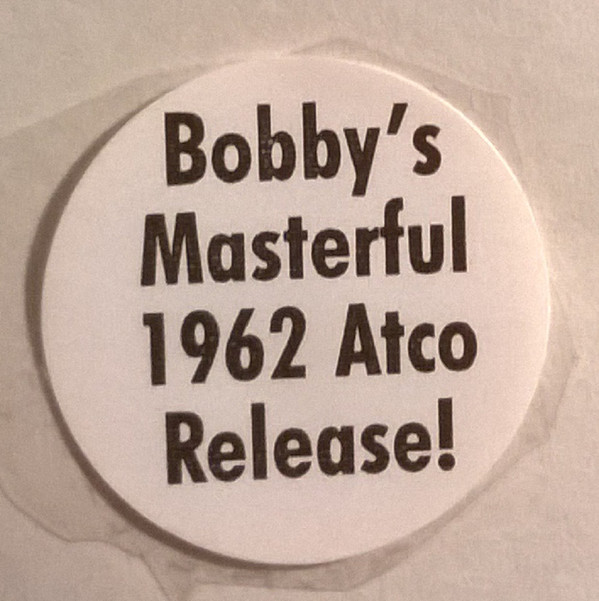 Bobby’s
Masterful
1962 Atco
Release!